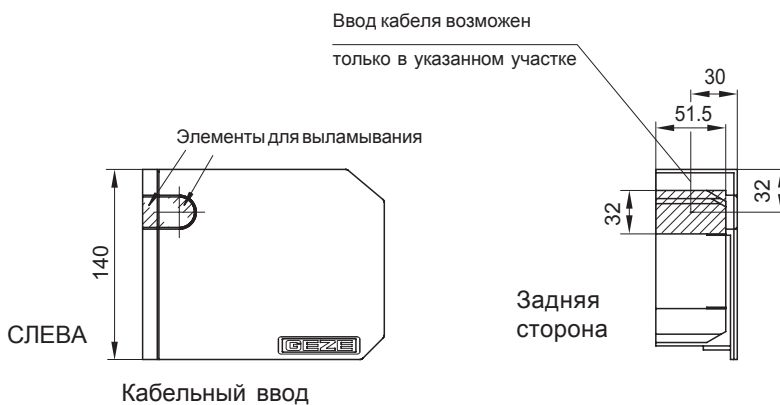 Ввод кабеля возможен
только в указанном участке
30
51.5
Элементы для выламывания
32
32
140
Задняя
сторона
СЛЕВА
GEZE
Кабельный ввод